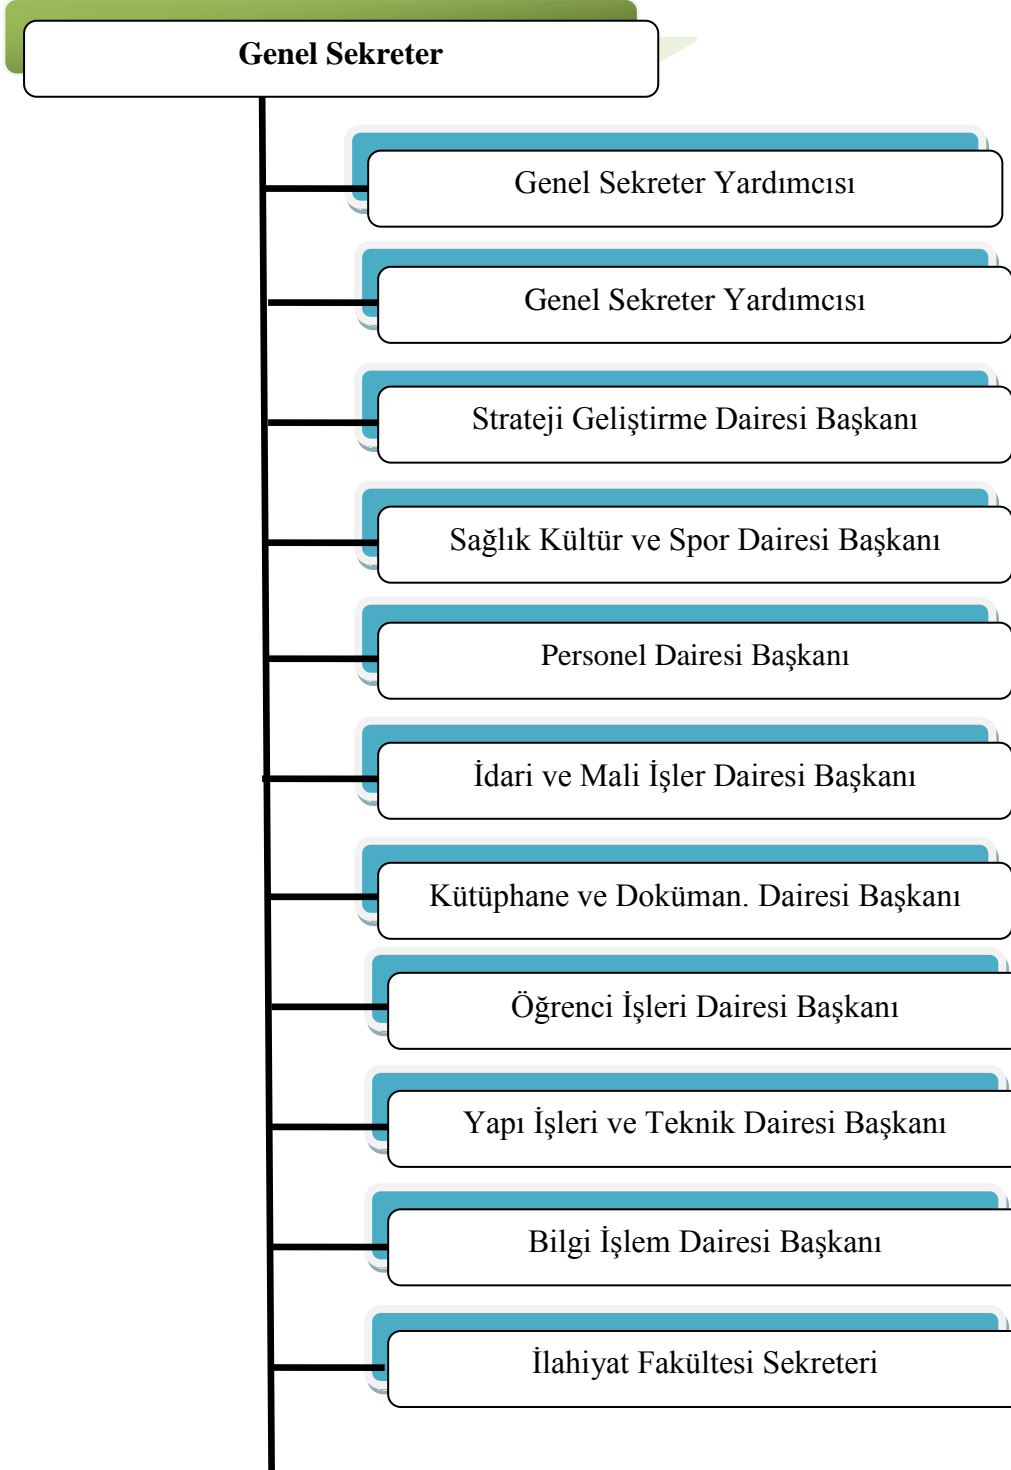 Genel Sekreter
Genel Sekreter Yardımcısı
Genel Sekreter Yardımcısı
Strateji Geliştirme Dairesi Başkanı
Sağlık Kültür ve Spor Dairesi Başkanı
Personel Dairesi Başkanı
İdari ve Mali İşler Dairesi Başkanı
Kütüphane ve Doküman. Dairesi Başkanı
Öğrenci İşleri Dairesi Başkanı
Yapı İşleri ve Teknik Dairesi Başkanı
Bilgi İşlem Dairesi Başkanı
İlahiyat Fakültesi Sekreteri